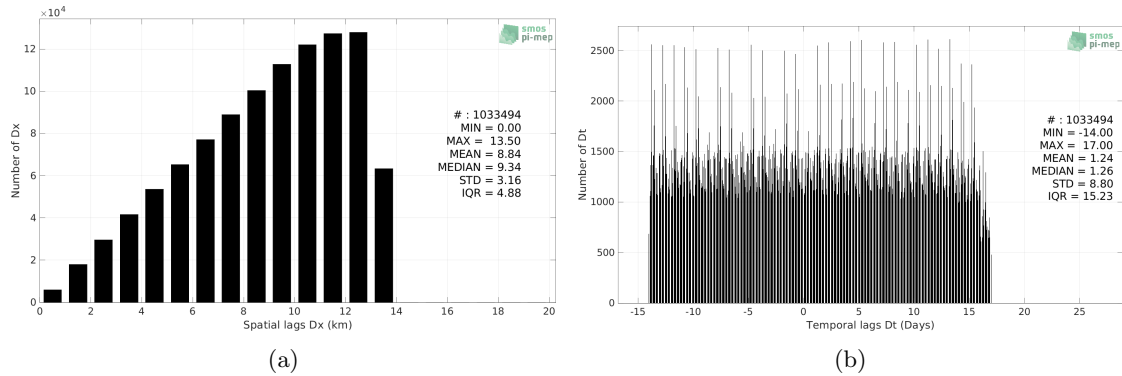 ×10⁴
12
10
8
6
4
2
0
0 2 4 6 8 10 12 14 16 18 20
Number of Dx
Spatial lags Dx (km)
smos
pi-mep
# : 1033494
MIN = 0.00
MAX = 13.50
MEAN = 8.84
MEDIAN = 9.34
STD = 3.16
IQR = 4.88
(a)
2500
2000
1500
1000
500
0
-15 -10 -5 0 5 10 15 20 25
Number of Dt
Temporal lags Dt (Days)
smos
pi-mep
# : 1033494
MIN = -14.00
MAX = 17.00
MEAN = 1.24
MEDIAN = 1.26
STD = 8.80
IQR = 15.23
(b)